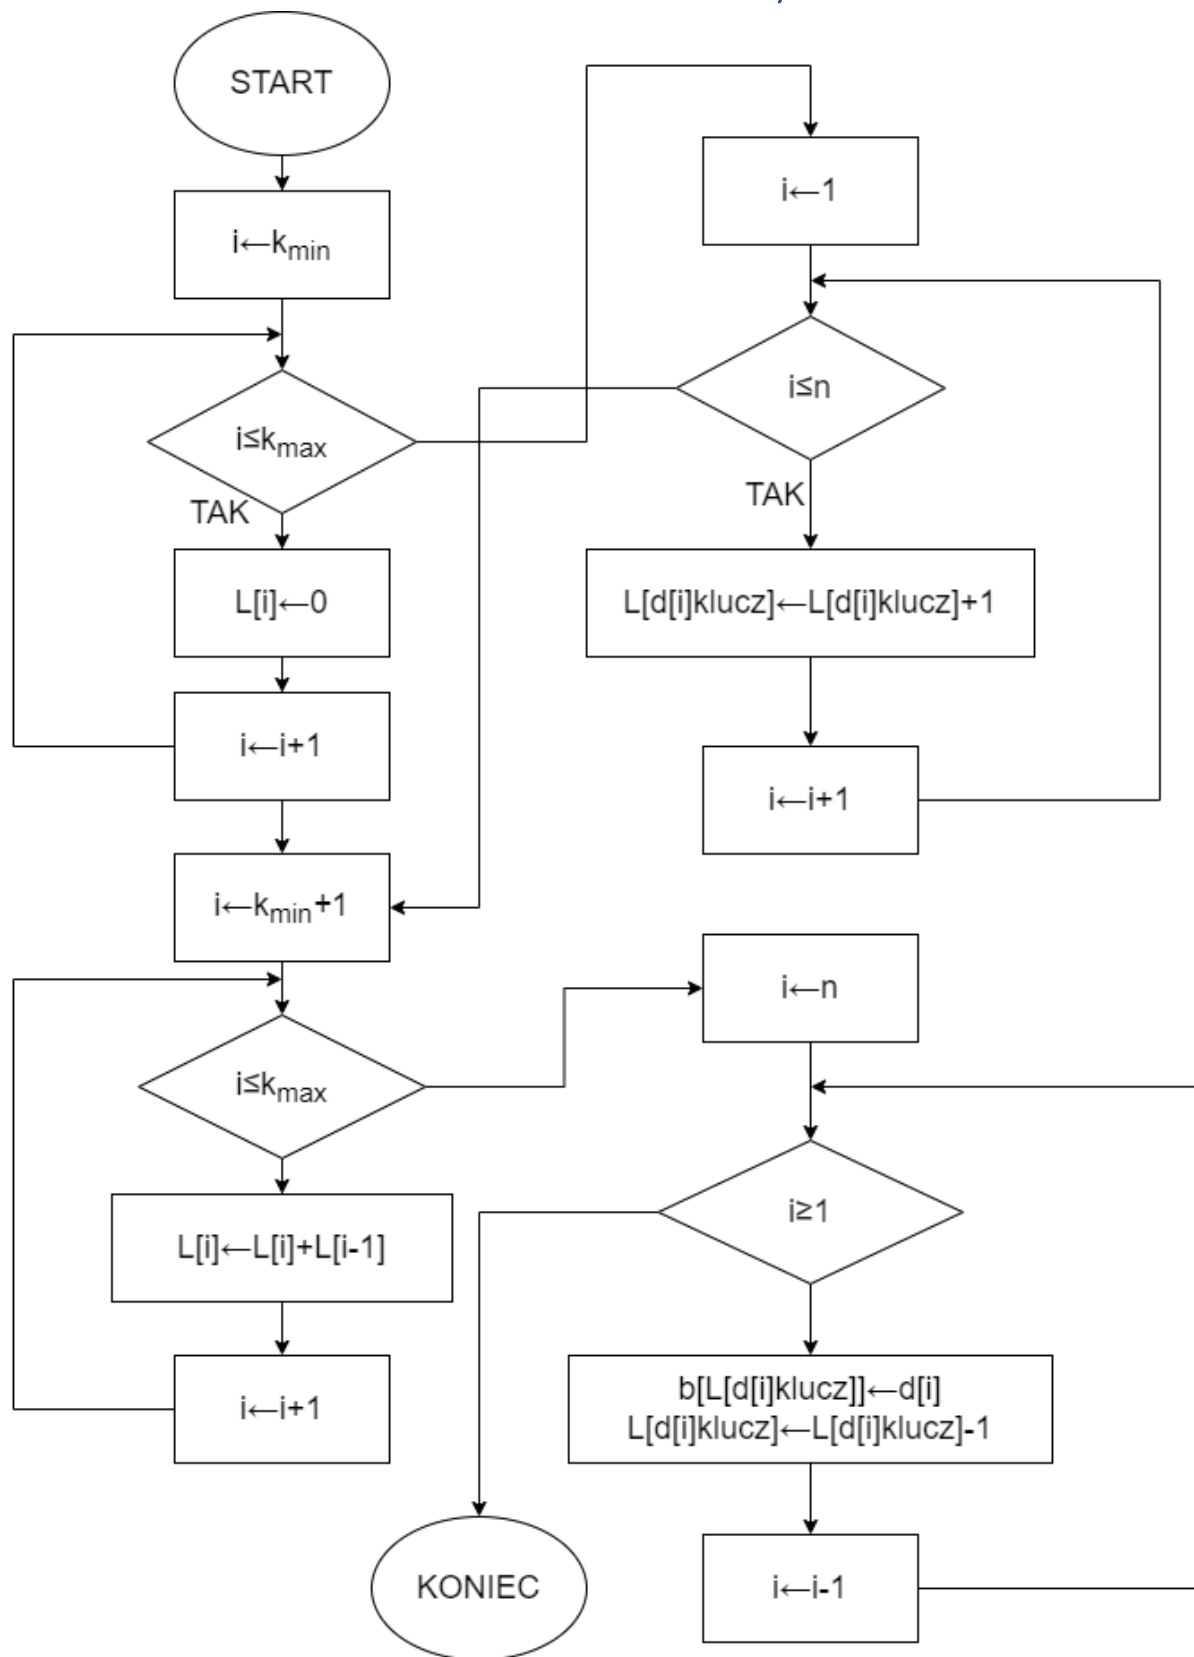 START
i←kmin
i≤kmax
TAK
L[i]←0
i←i+1
i←1
i≤n
TAK
L[d[i]klucz]←L[d[i]klucz]+1
i←i+1
i←kmin+1
i≤kmax
L[i]←L[i]+L[i-1]
i←i+1
i←n
i≥1
b[L[d[i]klucz]]←d[i]
L[d[i]klucz]←L[d[i]klucz]-1
i←i-1
KONIEC